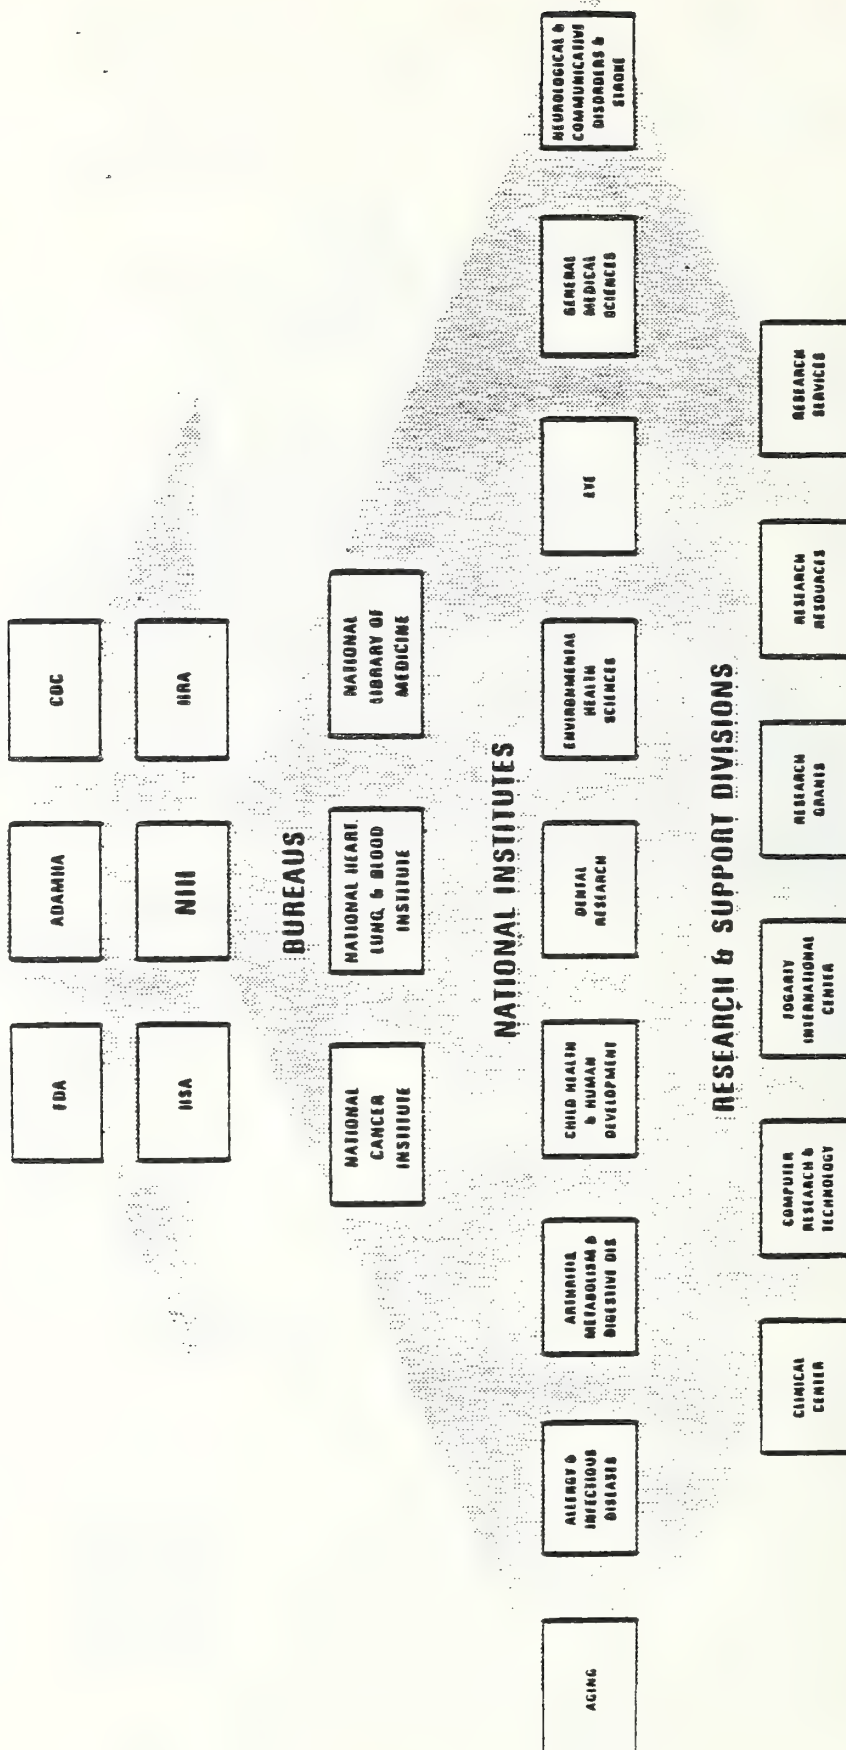 FDA
ADAMHA
CDC
HSA
NIH
HRA
BUREAUS
NATIONAL
CANCER
INSTITUTE
NATIONAL HEART,
LUNG, & BLOOD
INSTITUTE
NATIONAL
LIBRARY OF
MEDICINE
NATIONAL INSTITUTES
AGING
ALLERGY &
INFECTIOUS
DISEASES
ARTHRITIS,
METABOLISM &
DIGESTIVE DIS
CHILD HEALTH
& HUMAN
DEVELOPMENT
DENTAL
RESEARCH
ENVIRONMENTAL
HEALTH
SCIENCES
EYE
GENERAL
MEDICAL
SCIENCES
NEUROLOGICAL &
COMMUNICATIVE
DISORDERS &
STROKE
RESEARCH & SUPPORT DIVISIONS
CLINICAL
CENTER
COMPUTER
RESEARCH &
TECHNOLOGY
FOGARTY
INTERNATIONAL
CENTER
RESEARCH
GRANTS
RESEARCH
RESOURCES
RESEARCH
SERVICES